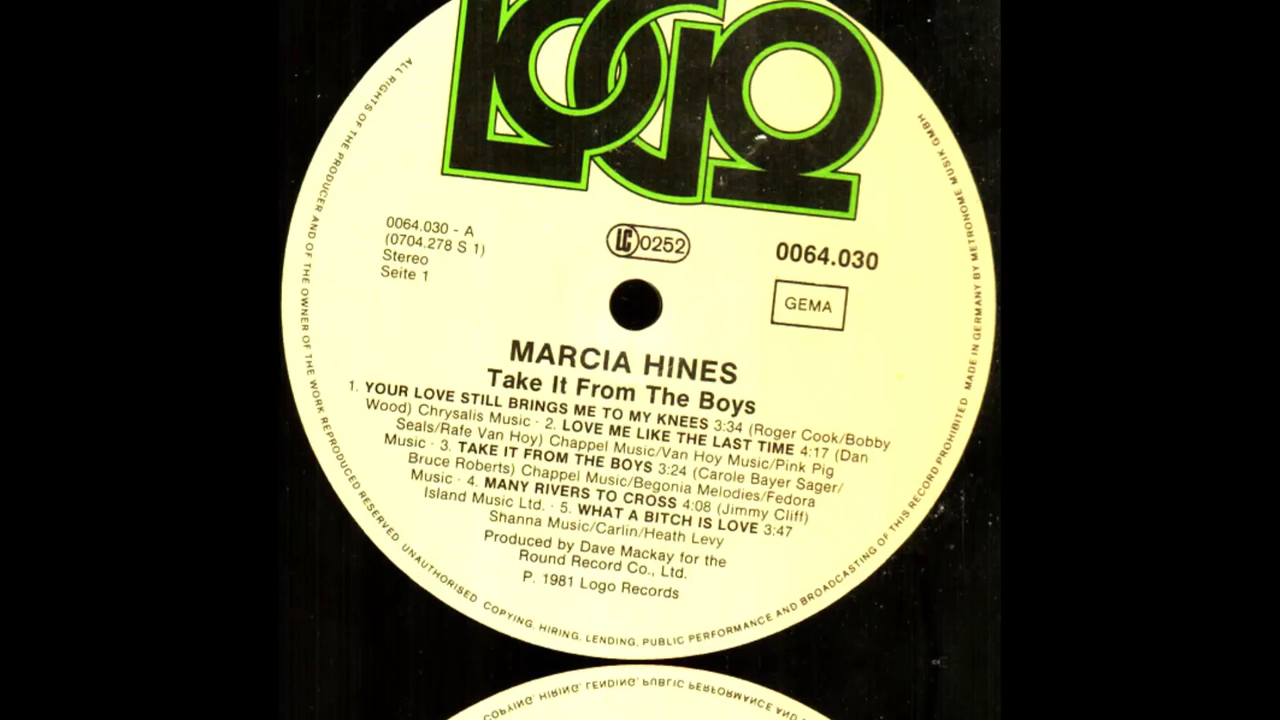 LOGO
0064.030 - A
(0704.278 S 1)
Stereo
Seite 1
LC 0252
0064.030
GEMA
MARCIA HINES
Take It From The Boys
1. YOUR LOVE STILL BRINGS ME TO MY KNEES 3:34 (Roger Cook/Bobby
Wood) Chrysalis Music · 2. LOVE ME LIKE THE LAST TIME 4:17 (Dan
Seals/Rafe Van Hoy) Chappel Music/Van Hoy Music/Pink Pig
Music · 3. TAKE IT FROM THE BOYS 3:24 (Carole Bayer Sager/
Bruce Roberts) Chappel Music/Begonia Melodies/Fedora
Music · 4. MANY RIVERS TO CROSS 4:08 (Jimmy Cliff)
Island Music Ltd. · 5. WHAT A BITCH IS LOVE 3:47
Shanna Music/Carlin/Heath Levy
Produced by Dave Mackay for the
Round Record Co., Ltd.
P. 1981 Logo Records
ALL RIGHTS OF THE PRODUCER AND OF THE OWNER OF THE WORK REPRODUCED RESERVED. UNAUTHORISED COPYING, HIRING, LENDING, PUBLIC PERFORMANCE AND BROADCASTING OF THIS RECORD PROHIBITED. MADE IN GERMANY BY METRONOME MUSIK GMBH
COPYING, HIRING, LENDING, PUBLIC PERFORMANCE AND